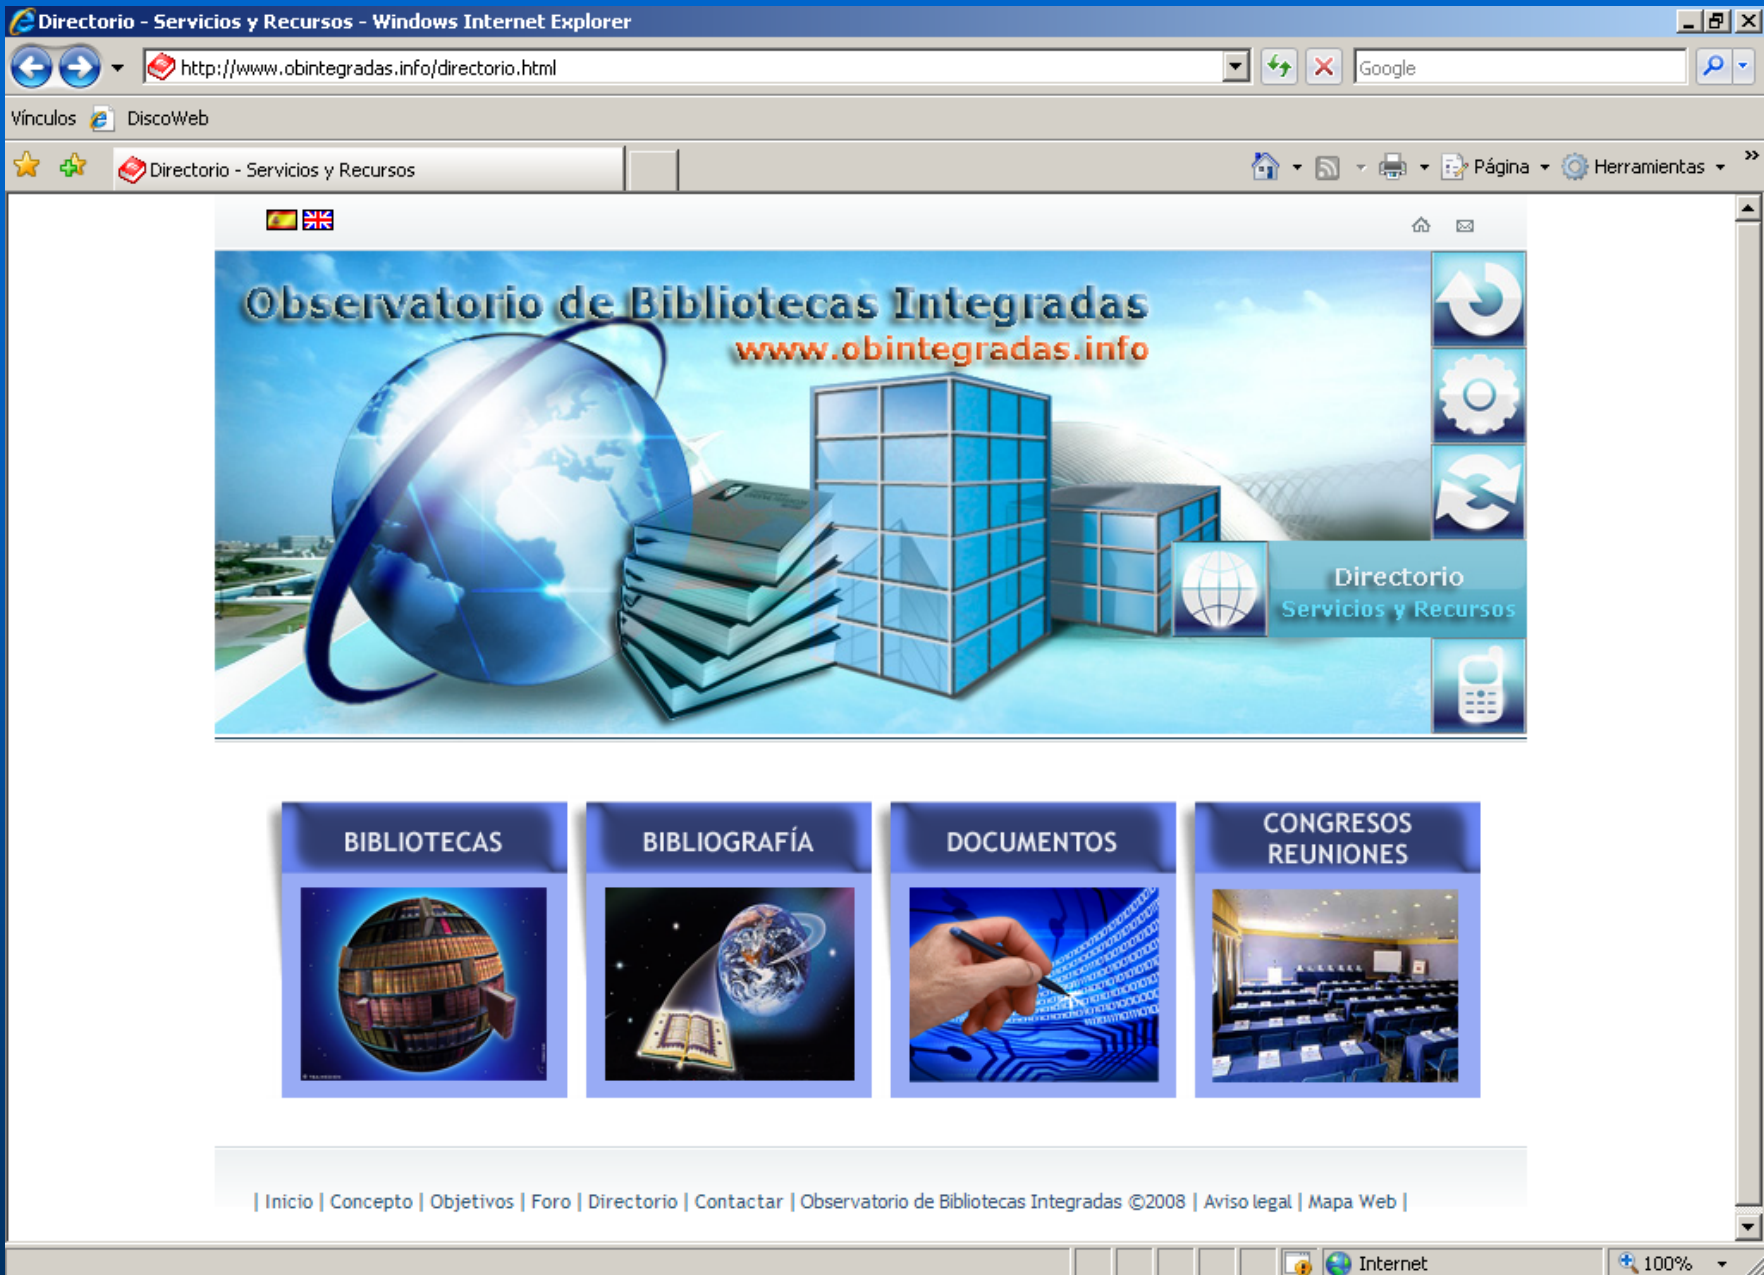 Directorio - Servicios y Recursos - Windows Internet Explorer
http://www.obintegradas.info/directorio.html
Google
Vínculos DiscoWeb
Directorio - Servicios y Recursos
Página Herramientas »
Observatorio de Bibliotecas Integradas
www.obintegradas.info
Directorio
Servicios y Recursos
BIBLIOTECAS
BIBLIOGRAFÍA
DOCUMENTOS
CONGRESOS
REUNIONES
| Inicio | Concepto | Objetivos | Foro | Directorio | Contactar | Observatorio de Bibliotecas Integradas ©2008 | Aviso legal | Mapa Web |
Internet
100%